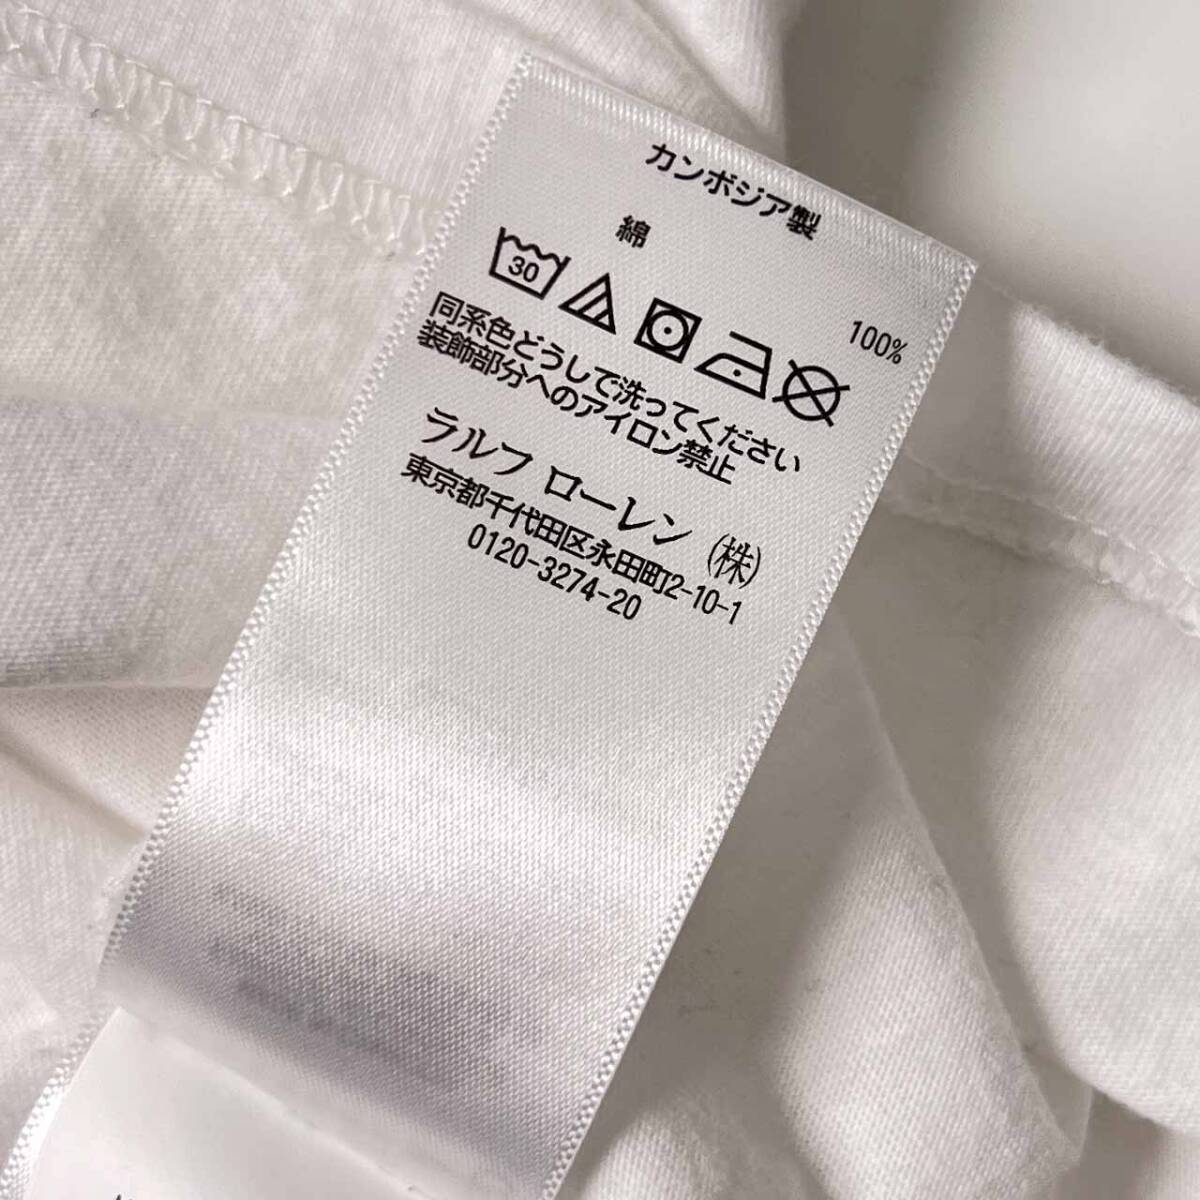 カンボジア製
綿 100%
30
同系色どうしで洗ってください
装飾部分へのアイロン禁止
ラルフ ローレン (株)
東京都千代田区永田町2-10-1
0120-3274-20